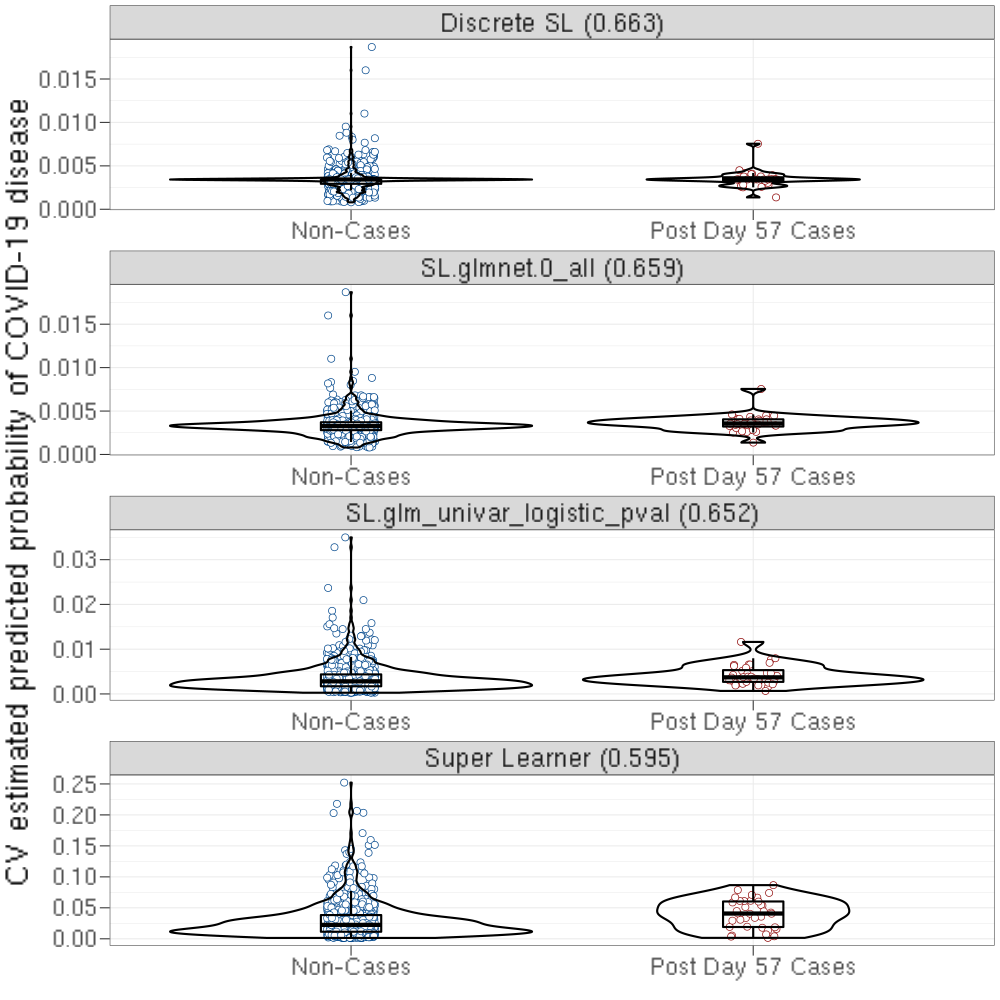 CV estimated predicted probability of COVID-19 disease
Discrete SL (0.663)
0.015
0.010
0.005
0.000
Non-Cases
Post Day 57 Cases
SL.glmnet.0_all (0.659)
0.015
0.010
0.005
0.000
Non-Cases
Post Day 57 Cases
SL.glm_univar_logistic_pval (0.652)
0.03
0.02
0.01
0.00
Non-Cases
Post Day 57 Cases
Super Learner (0.595)
0.25
0.20
0.15
0.10
0.05
0.00
Non-Cases
Post Day 57 Cases